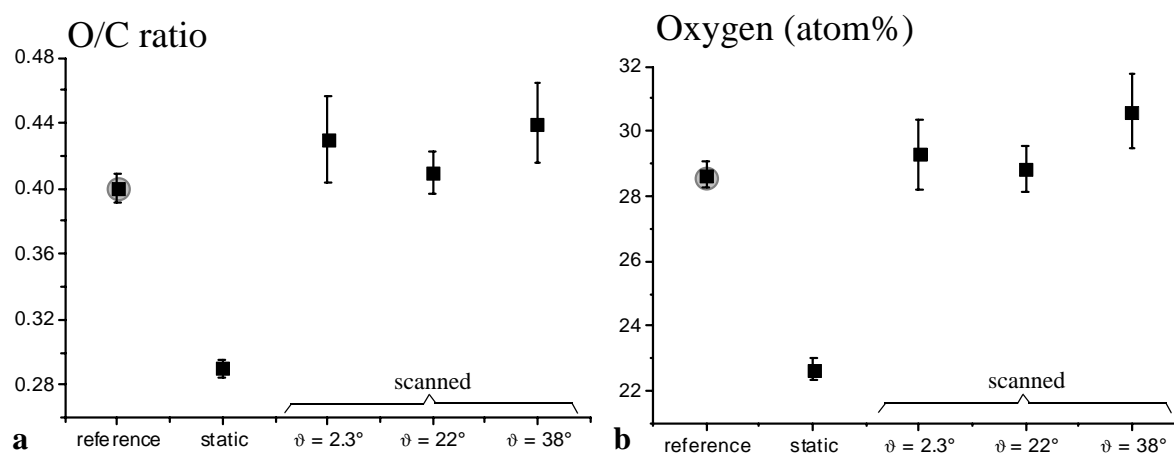 O/C ratio
0.48
0.44
0.40
0.36
0.32
0.28
scanned
reference static ϑ = 2.3° ϑ = 22° ϑ = 38°
a
Oxygen (atom%)
32
30
28
26
24
22
scanned
reference static ϑ = 2.3° ϑ = 22° ϑ = 38°
b